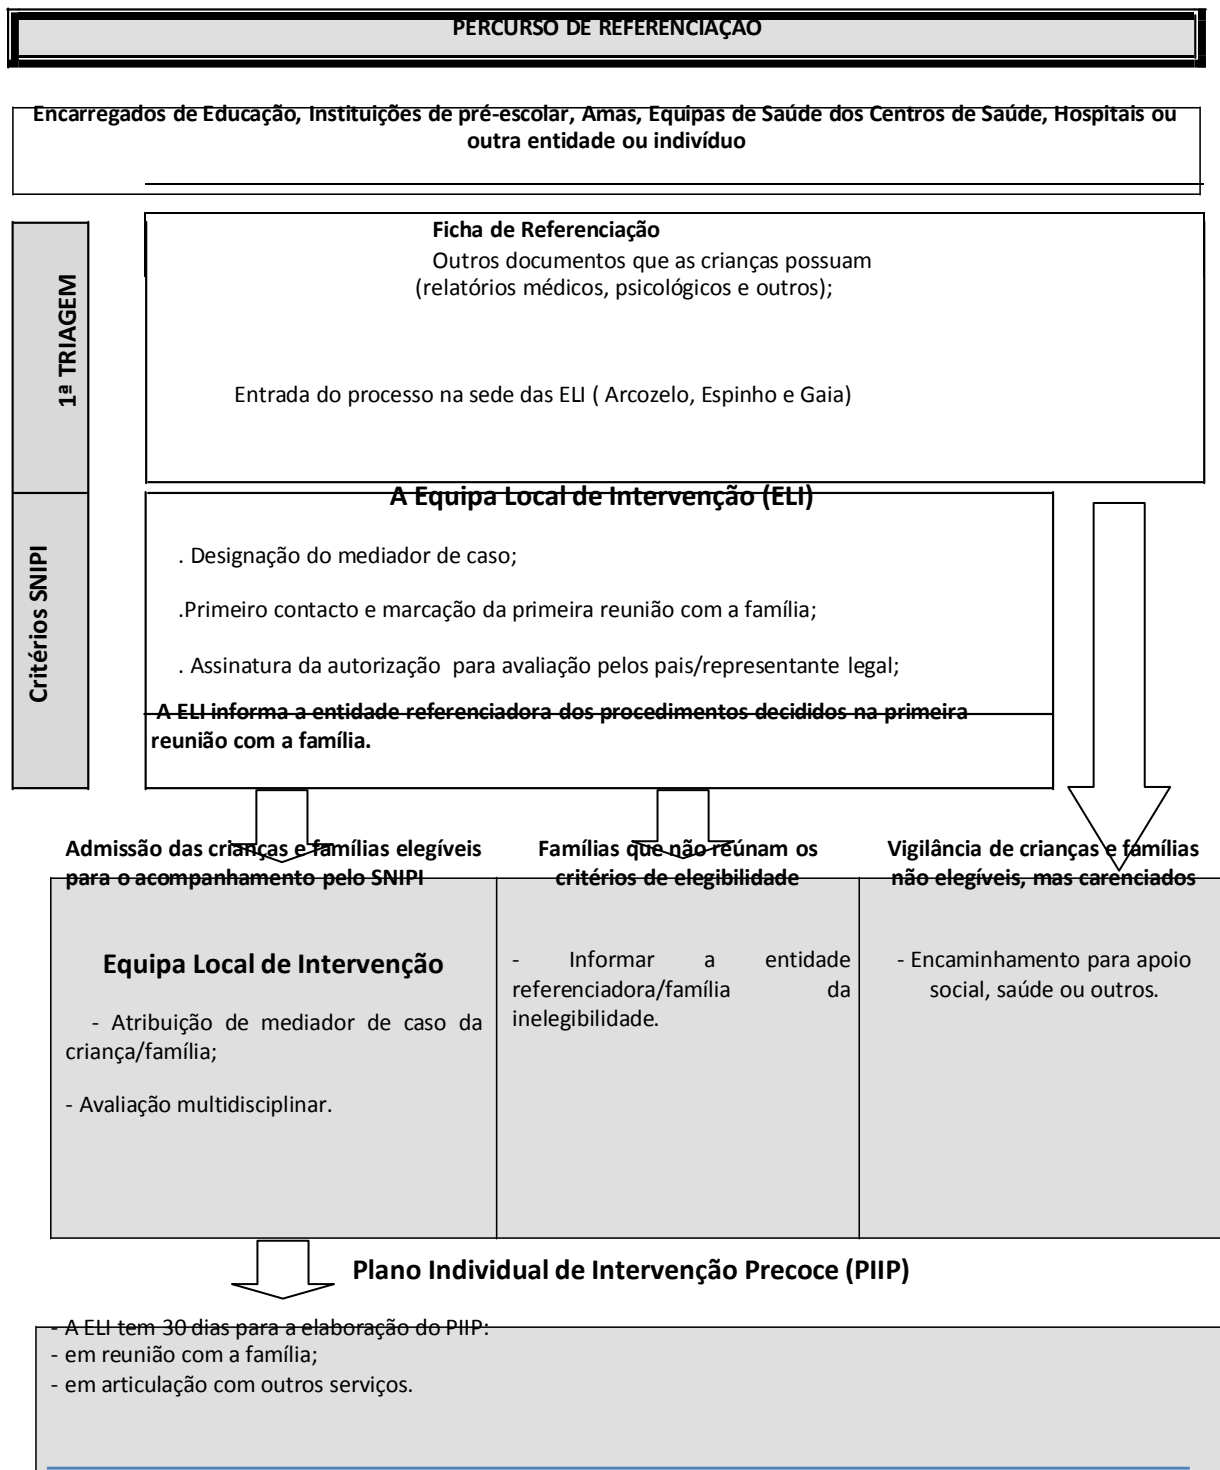 PERCURSO DE REFERENCIAÇÃO
Encarregados de Educação, Instituições de pré-escolar, Amas, Equipas de Saúde dos Centros de Saúde, Hospitais ou
outra entidade ou indivíduo
1ª TRIAGEM
Ficha de Referenciação
Outros documentos que as crianças possuam
(relatórios médicos, psicológicos e outros);
Entrada do processo na sede das ELI ( Arcozelo, Espinho e Gaia)
Critérios SNIPI
A Equipa Local de Intervenção (ELI)
. Designação do mediador de caso;
.Primeiro contacto e marcação da primeira reunião com a família;
. Assinatura da autorização para avaliação pelos pais/representante legal;
A ELI informa a entidade referenciadora dos procedimentos decididos na primeira
reunião com a família.
Admissão das crianças e famílias elegíveis
para o acompanhamento pelo SNIPI
Equipa Local de Intervenção
- Atribuição de mediador de caso da
criança/família;
- Avaliação multidisciplinar.
Famílias que não reúnam os
critérios de elegibilidade
- Informar a entidade
referenciadora/família da
inelegibilidade.
Vigilância de crianças e famílias
não elegíveis, mas carenciados
- Encaminhamento para apoio
social, saúde ou outros.
Plano Individual de Intervenção Precoce (PIIP)
- A ELI tem 30 dias para a elaboração do PIIP:
- em reunião com a família;
- em articulação com outros serviços.